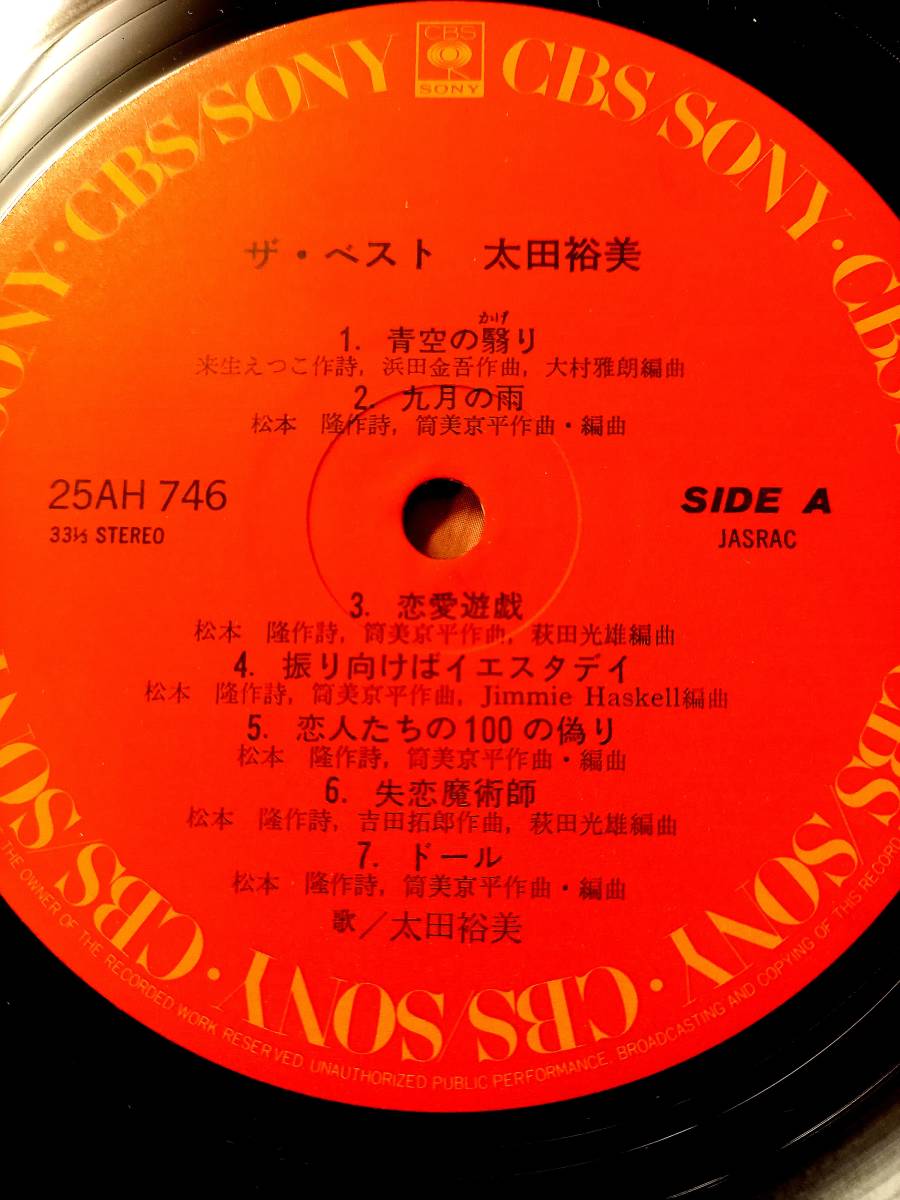 CBS
SONY
CBS/SONY · CBS/SONY · CBS/SONY · CBS/SONY · CBS/SONY
ザ・ベスト 太田裕美
かげ
1. 青空の翳り
来生えつこ作詩, 浜田金吾作曲, 大村雅朗編曲
2. 九月の雨
松本 隆作詩, 筒美京平作曲・編曲
25AH 746
33⅓ STEREO
SIDE A
JASRAC
3. 恋愛遊戯
松本 隆作詩, 筒美京平作曲, 萩田光雄編曲
4. 振り向けばイエスタデイ
松本 隆作詩, 筒美京平作曲, Jimmie Haskell編曲
5. 恋人たちの100の偽り
松本 隆作詩, 筒美京平作曲・編曲
6. 失恋魔術師
松本 隆作詩, 吉田拓郎作曲, 萩田光雄編曲
7. ドール
松本 隆作詩, 筒美京平作曲・編曲
歌/太田裕美
THE OWNER OF THE RECORDED WORK RESERVED UNAUTHORIZED PUBLIC PERFORMANCE. BROADCASTING AND COPYING OF THIS RECORD